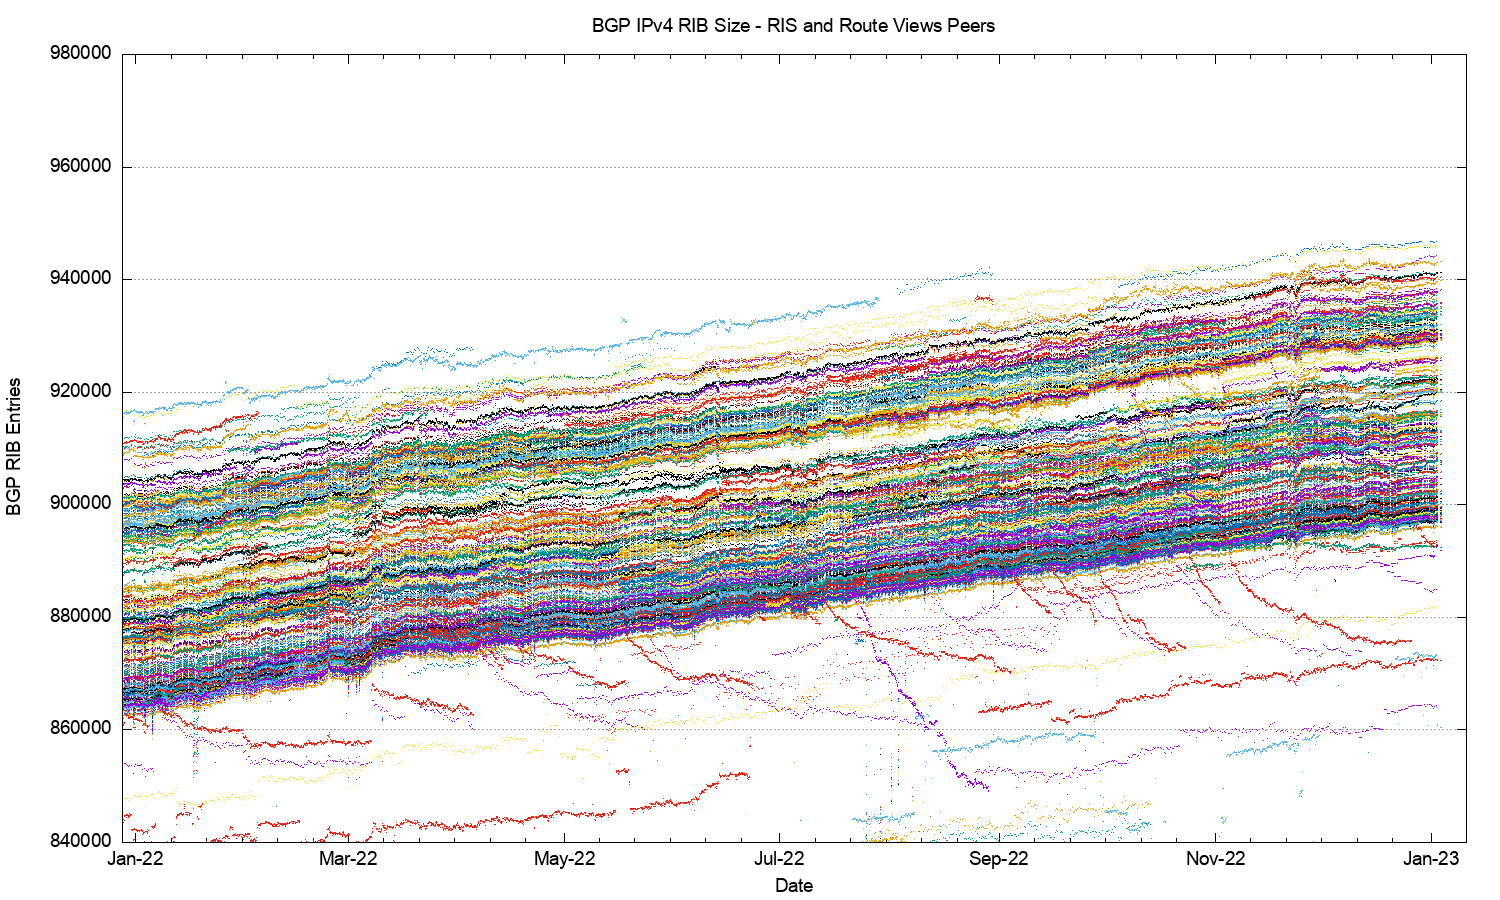 BGP IPv4 RIB Size - RIS and Route Views Peers
980000
960000
940000
920000
900000
880000
860000
840000
BGP RIB Entries
Jan-22 Mar-22 May-22 Jul-22 Sep-22 Nov-22 Jan-23
Date